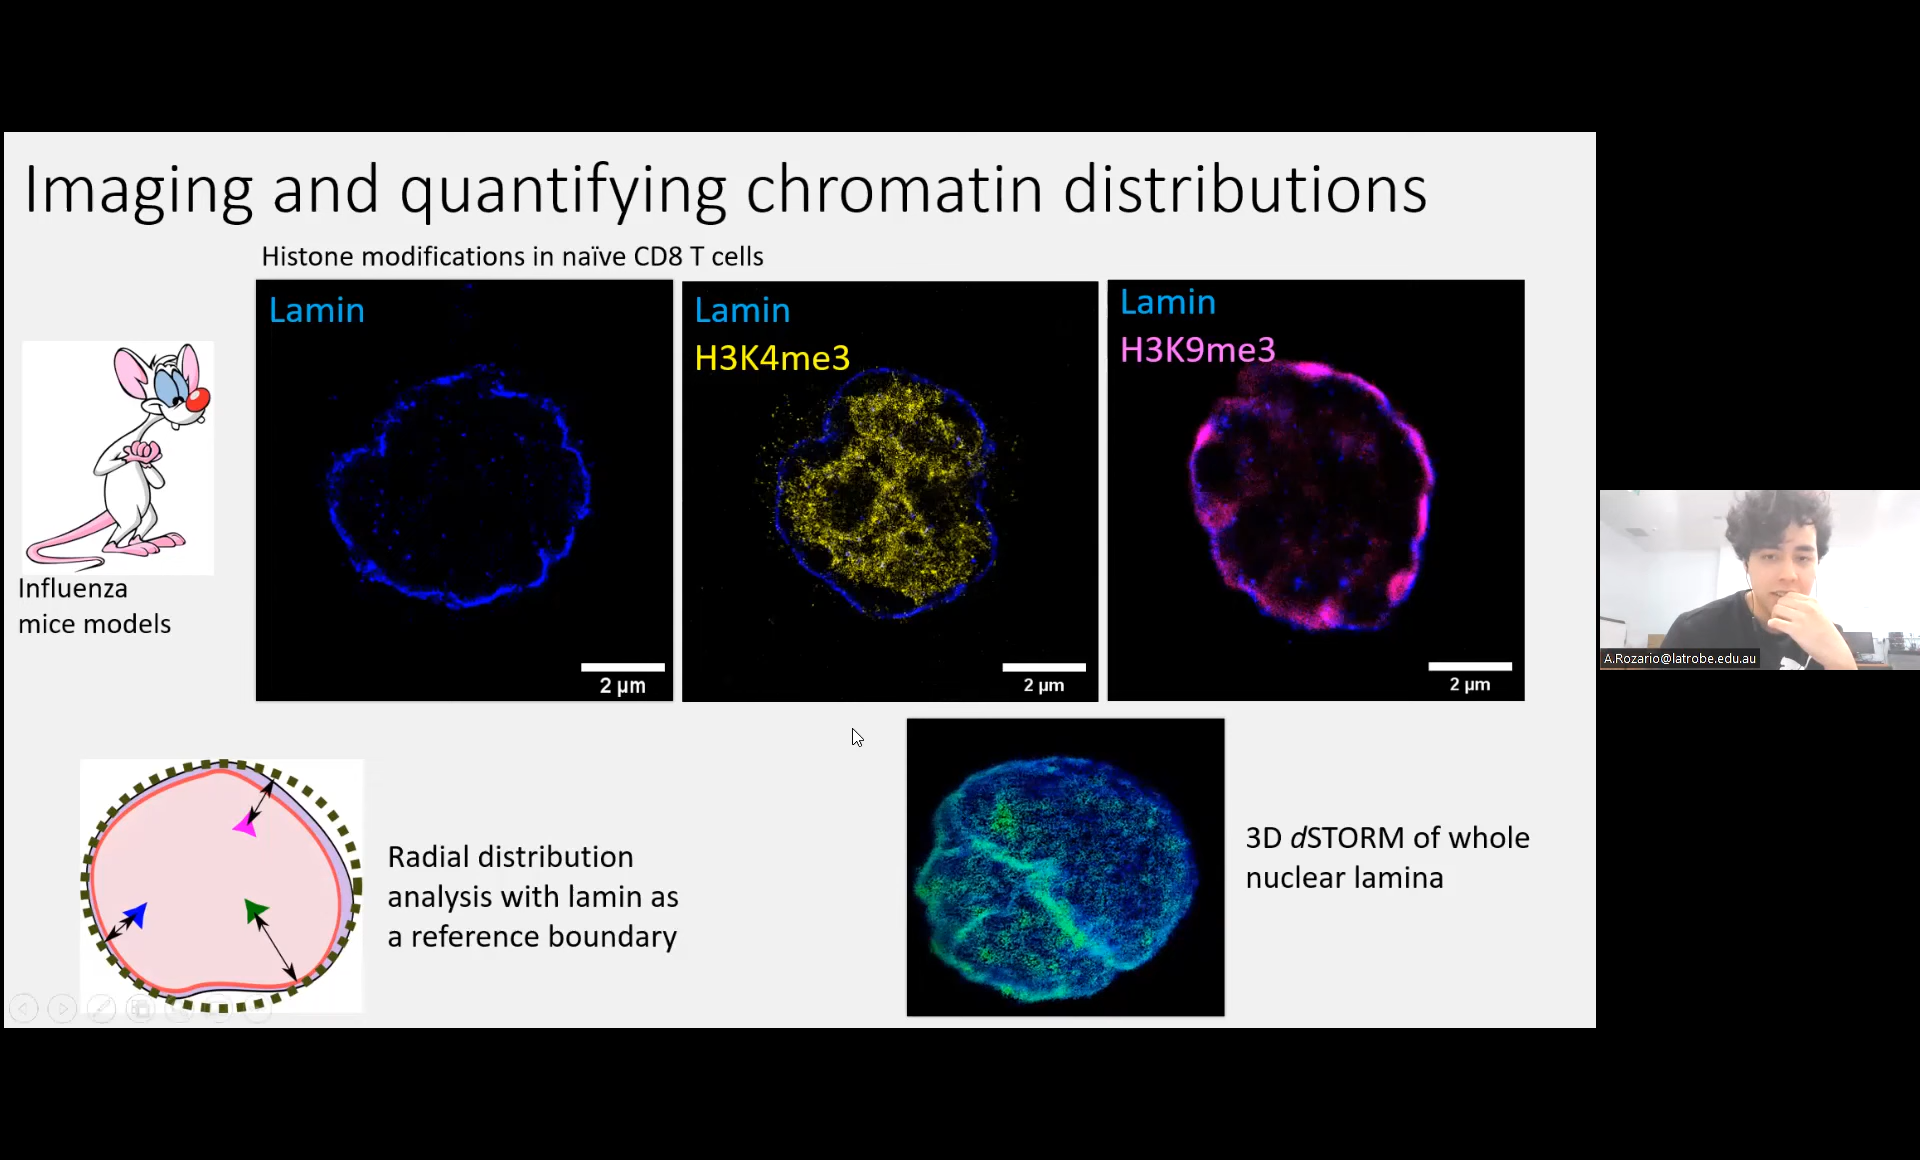 Imaging and quantifying chromatin distributions
Histone modifications in naïve CD8 T cells
Lamin
Lamin
H3K4me3
Lamin
H3K9me3
2 µm
2 µm
2 µm
Influenza
mice models
Radial distribution
analysis with lamin as
a reference boundary
3D dSTORM of whole
nuclear lamina
A.Rozario@latrobe.edu.au